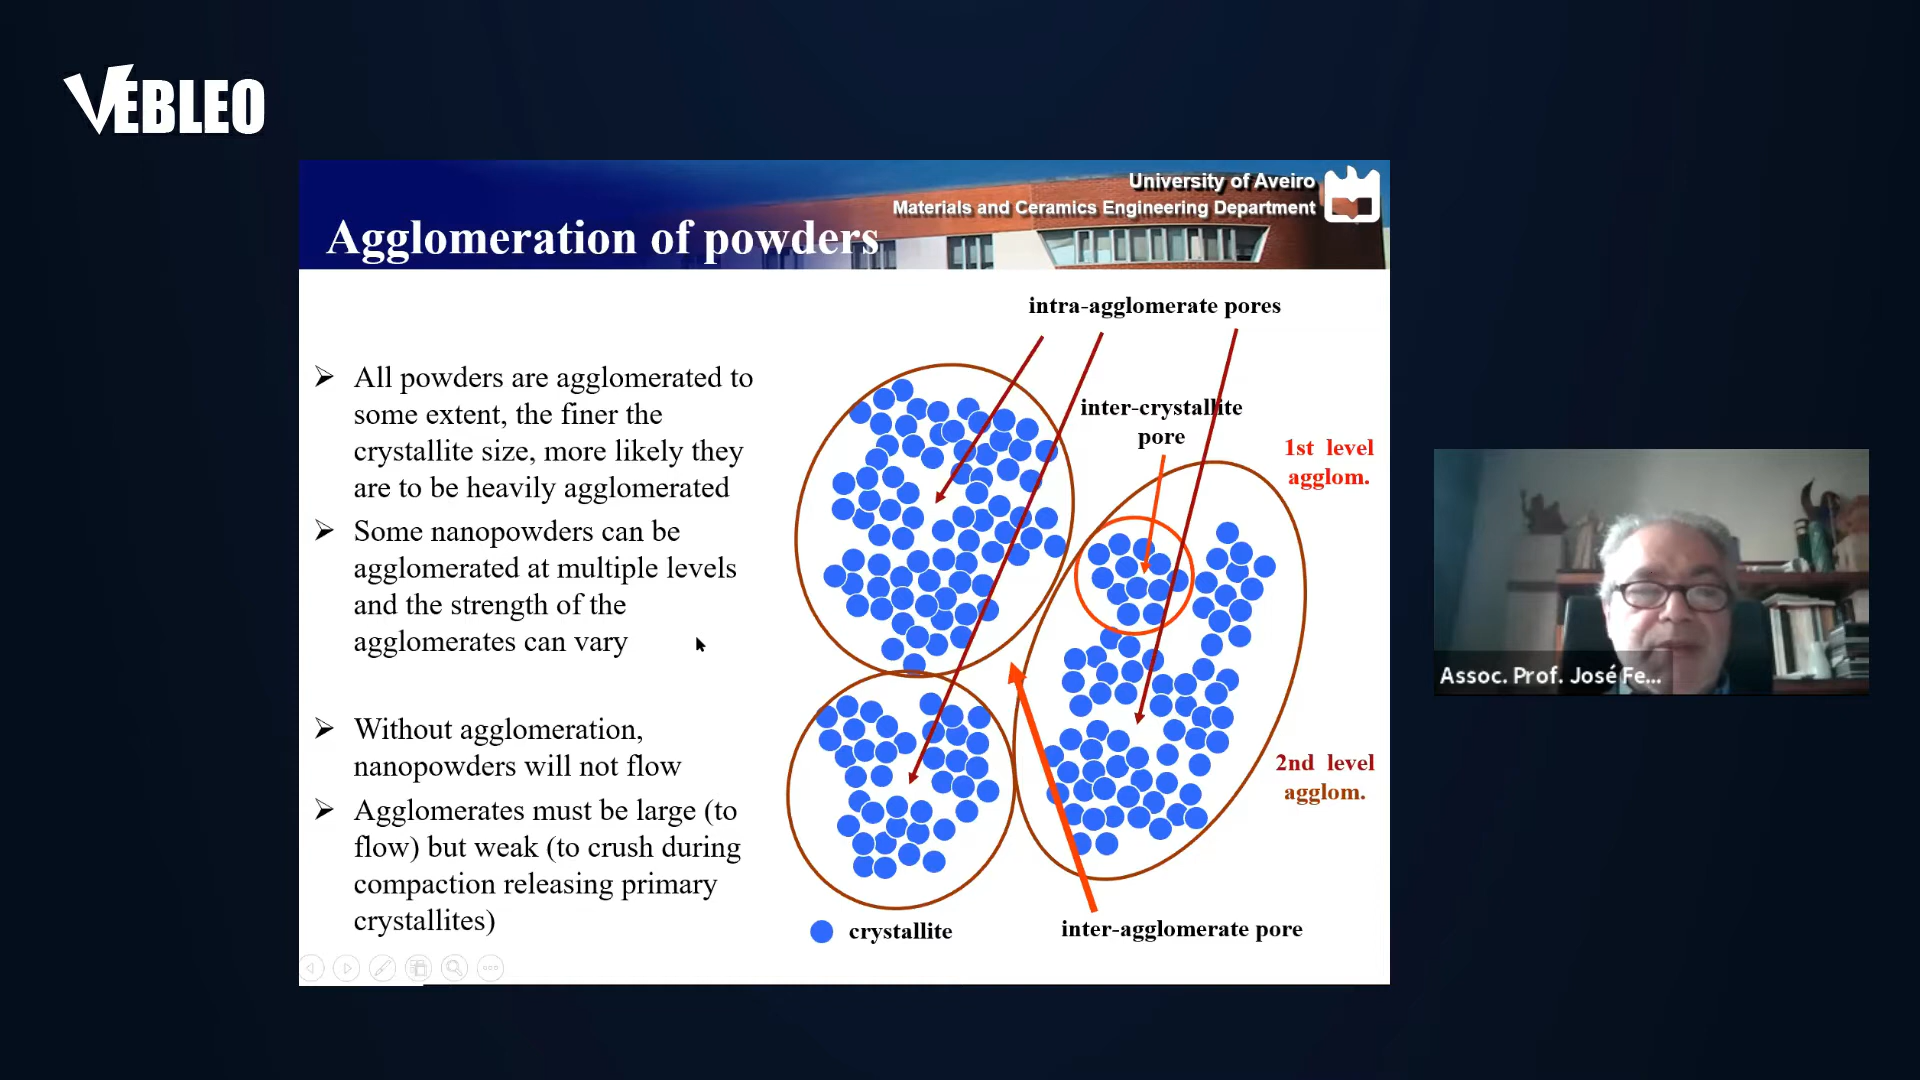 VEBLEO
University of Aveiro
Materials and Ceramics Engineering Department
Agglomeration of powders
intra-agglomerate pores
All powders are agglomerated to
some extent, the finer the
crystallite size, more likely they
are to be heavily agglomerated
Some nanopowders can be
agglomerated at multiple levels
and the strength of the
agglomerates can vary
Without agglomeration,
nanopowders will not flow
Agglomerates must be large (to
flow) but weak (to crush during
compaction releasing primary
crystallites)
inter-crystallite
pore
1st level
agglom.
2nd level
agglom.
crystallite
inter-agglomerate pore
Assoc. Prof. José Fe...